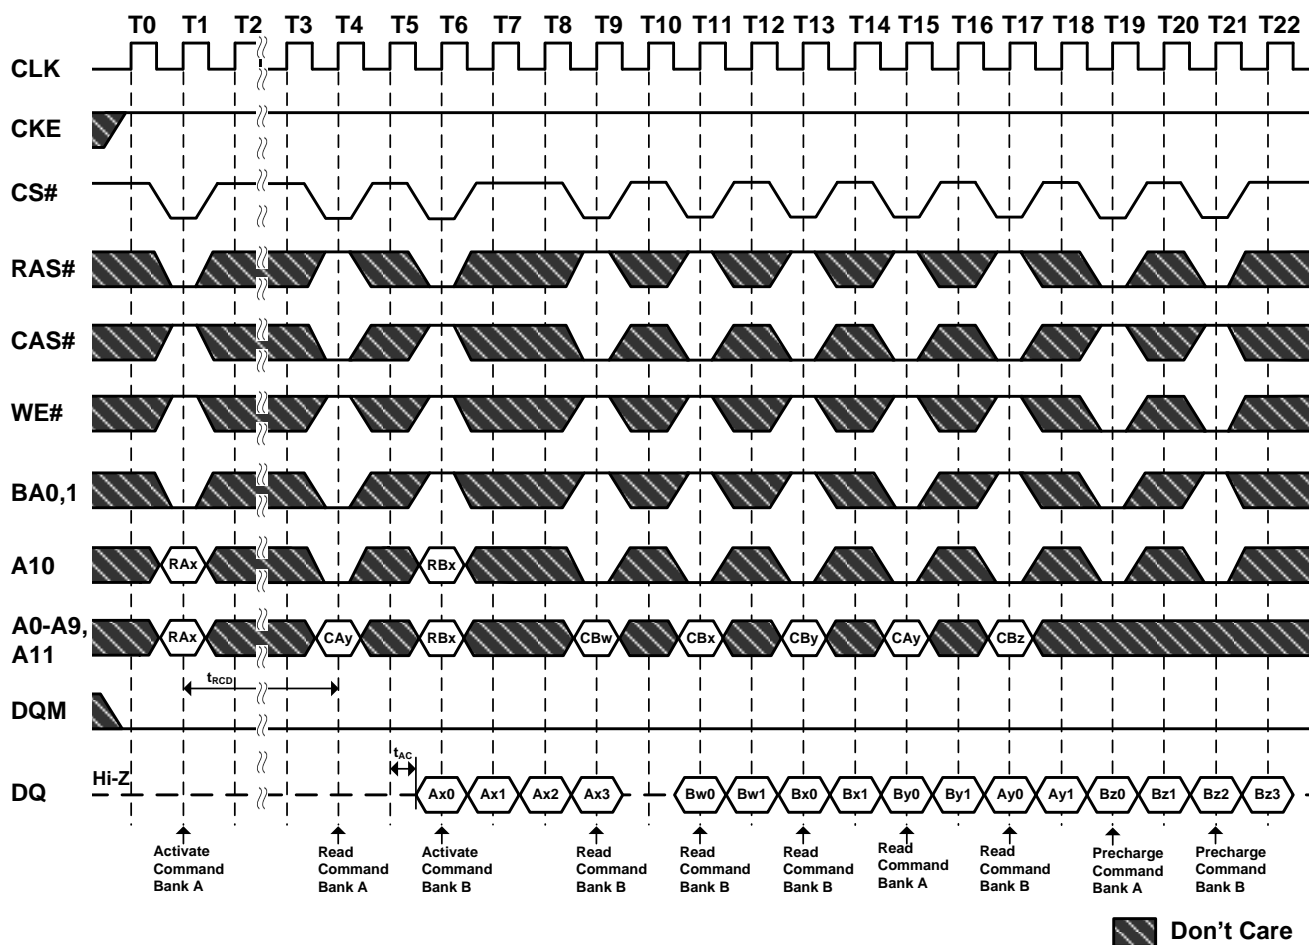 T0 T1 T2 T3 T4 T5 T6 T7 T8 T9 T10 T11 T12 T13 T14 T15 T16 T17 T18 T19 T20 T21 T22
CLK
CKE
CS#
RAS#
CAS#
WE#
BA0,1
A10
RAx RBx
A0-A9,
A11
RAx CAy RBx CBw CBx CBy CAy CBz
tRCD
DQM
tAC
Hi-Z
DQ
Ax0 Ax1 Ax2 Ax3 Bw0 Bw1 Bx0 Bx1 By0 By1 Ay0 Ay1 Bz0 Bz1 Bz2 Bz3
Activate
Command
Bank A
Read
Command
Bank A
Activate
Command
Bank B
Read
Command
Bank B
Read
Command
Bank B
Read
Command
Bank B
Read
Command
Bank A
Read
Command
Bank B
Precharge
Command
Bank A
Precharge
Command
Bank B
Don't Care